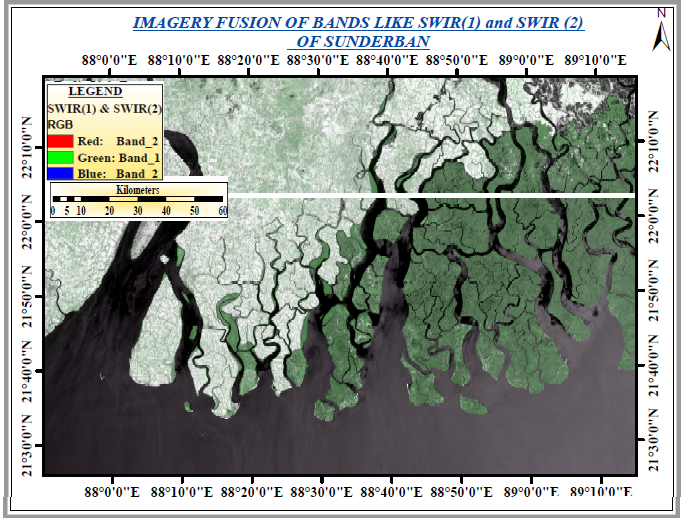 IMAGERY FUSION OF BANDS LIKE SWIR(1) and SWIR (2)
OF SUNDERBAN
N
88°0'0"E 88°10'0"E 88°20'0"E 88°30'0"E 88°40'0"E 88°50'0"E 89°0'0"E 89°10'0"E
LEGEND
SWIR(1) & SWIR(2)
RGB
Red: Band_2
Green: Band_1
Blue: Band_2
Kilometers
0 5 10 20 30 40 50 60
22°10'0"N
22°0'0"N
21°50'0"N
21°40'0"N
21°30'0"N
22°10'0"N
22°0'0"N
21°50'0"N
21°40'0"N
21°30'0"N
88°0'0"E 88°10'0"E 88°20'0"E 88°30'0"E 88°40'0"E 88°50'0"E 89°0'0"E 89°10'0"E